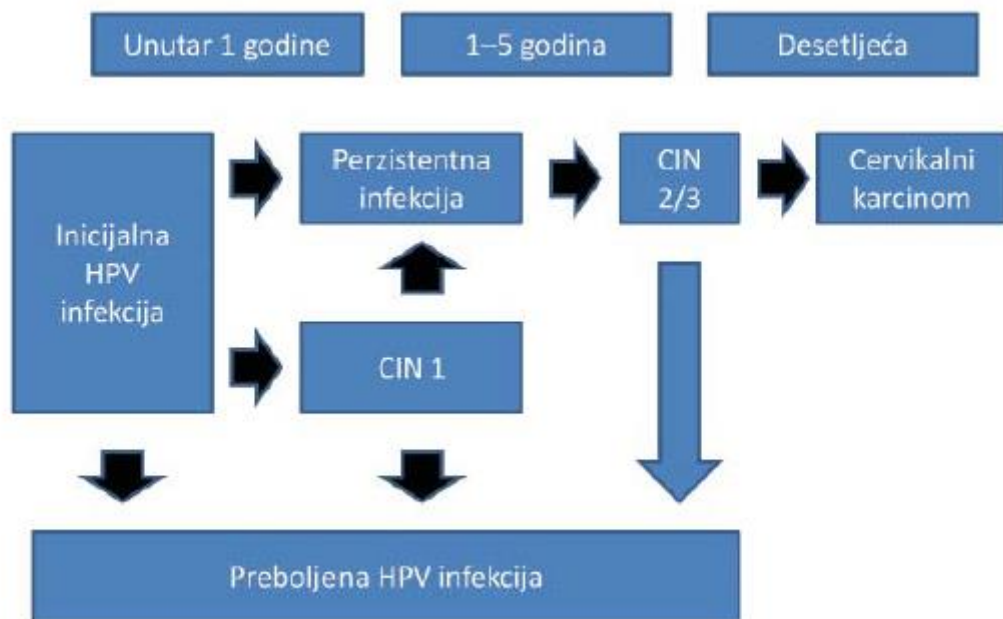 Unutar 1 godine
1–5 godina
Desetljeća
Inicijalna
HPV
infekcija
Perzistentna
infekcija
CIN
2/3
Cervikalni
karcinom
CIN 1
Preboljena HPV infekcija